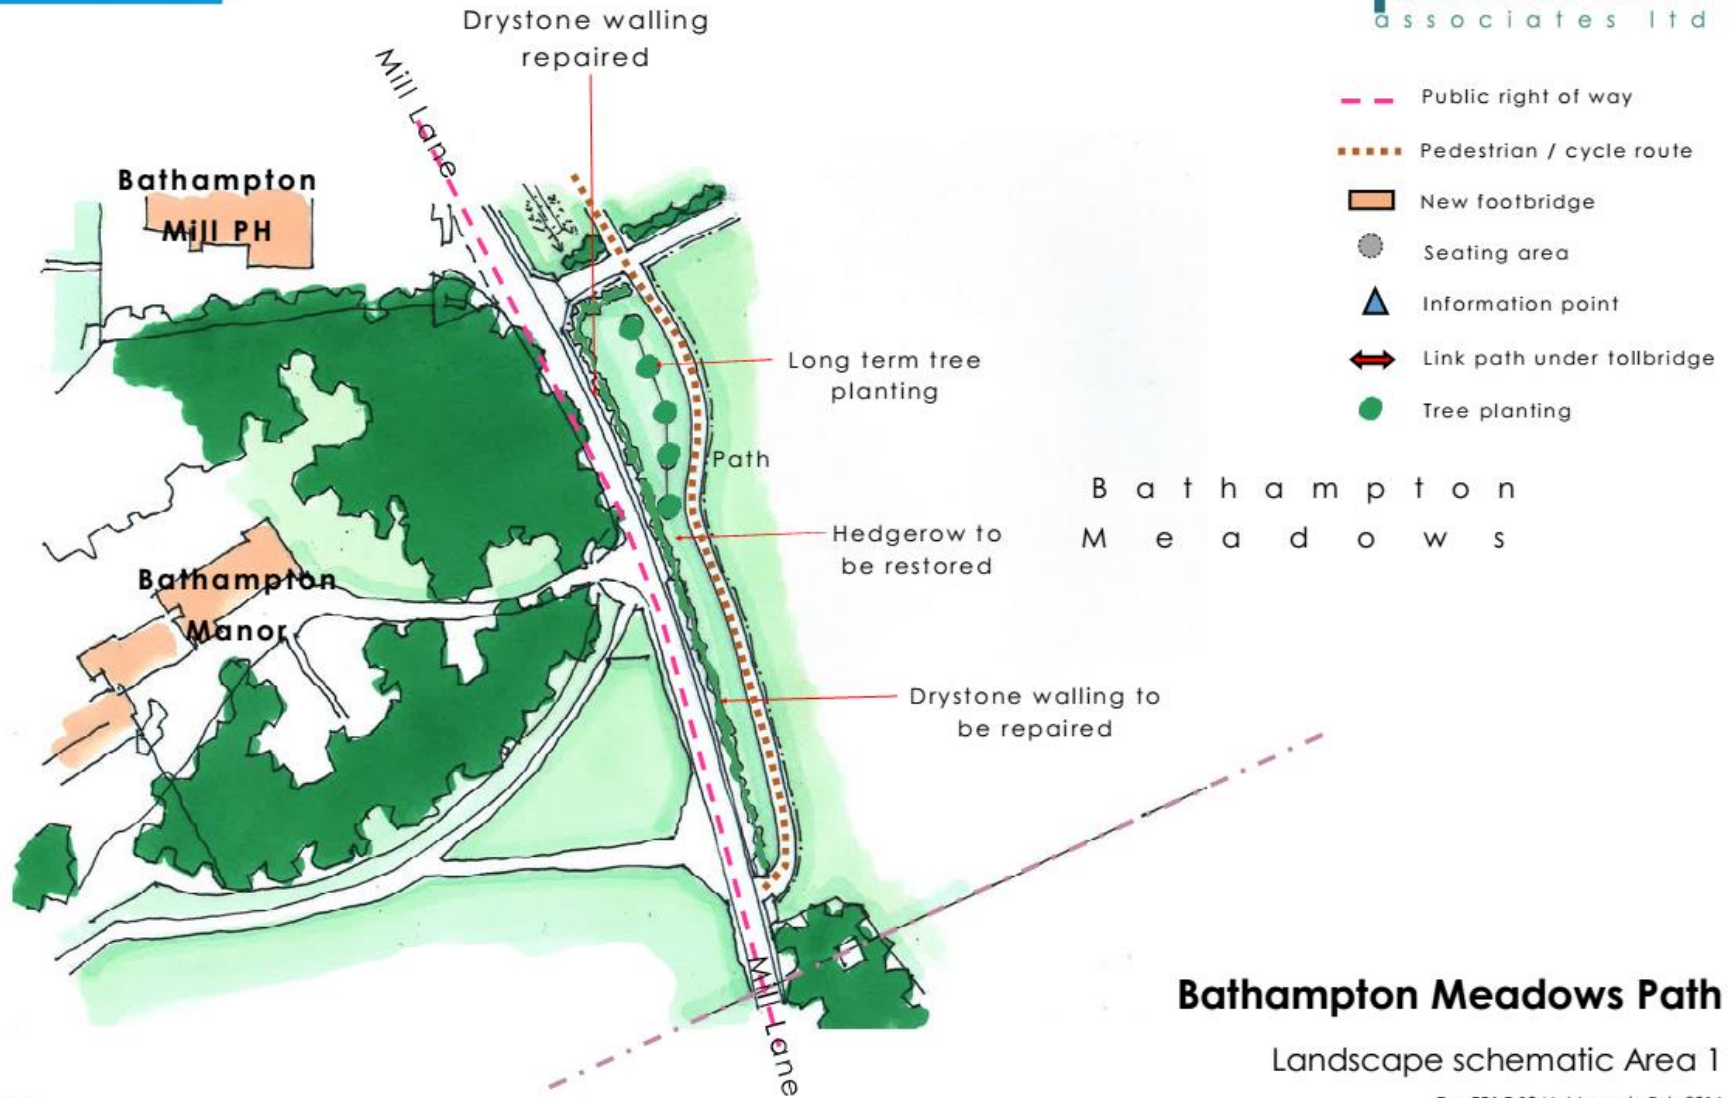 associates ltd
Drystone walling
repaired
Mill Lane
Public right of way
Pedestrian / cycle route
New footbridge
Seating area
Information point
Link path under tollbridge
Tree planting
Bathampton
Mill PH
Long term tree
planting
Path
Bathampton
Meadows
Hedgerow to
be restored
Bathampton
Manor
Drystone walling to
be repaired
Mill Lane
Bathampton Meadows Path
Landscape schematic Area 1